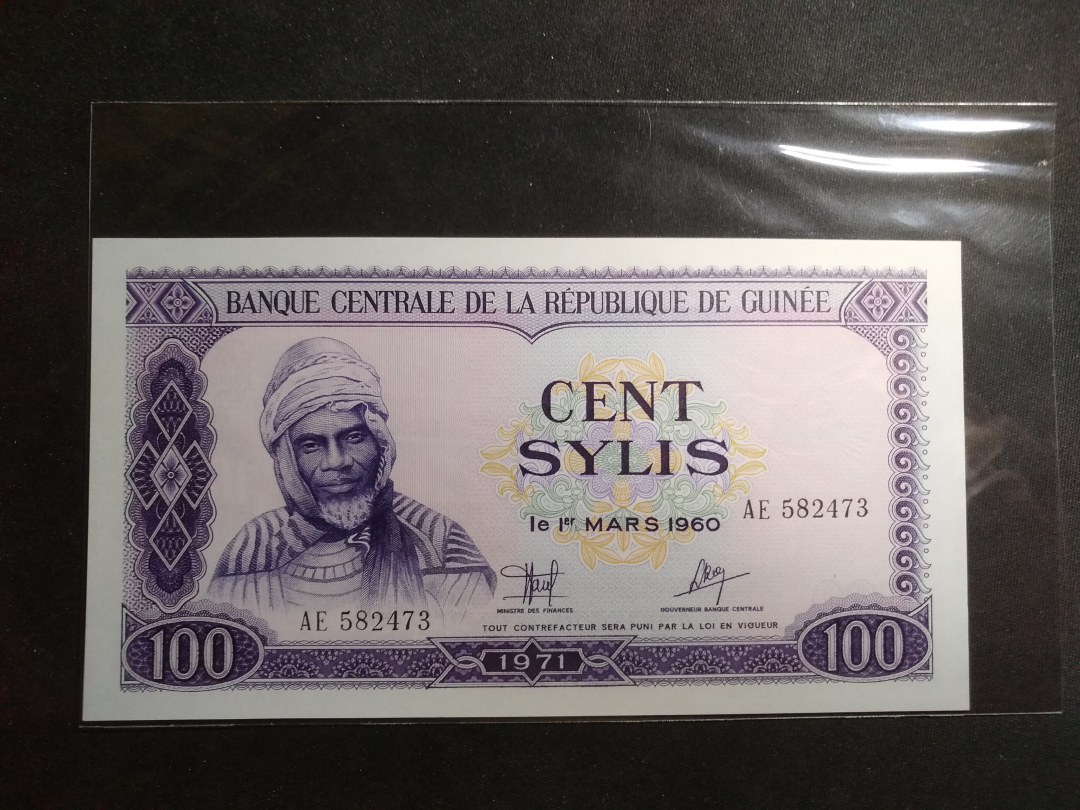 BANQUE CENTRALE DE LA RÉPUBLIQUE DE GUINÉE
CENT
SYLIS
le 1er MARS 1960
AE 582473
MINISTRE DES FINANCES
GOUVERNEUR BANQUE CENTRALE
AE 582473
TOUT CONTREFACTEUR SERA PUNI PAR LA LOI EN VIGUEUR
100
1971
100